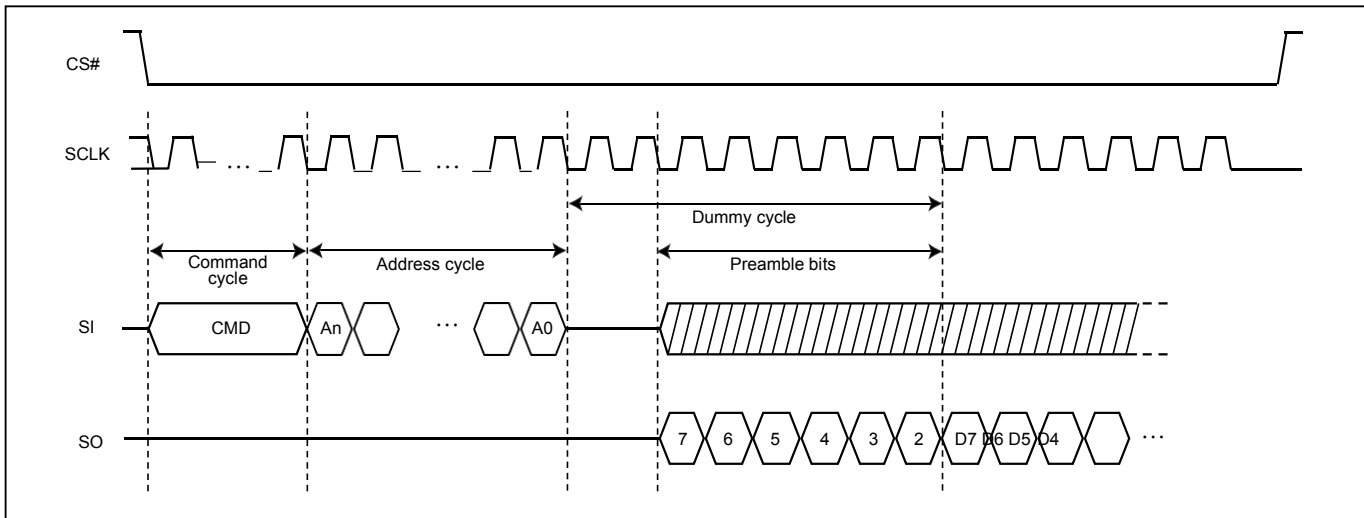 CS#
SCLK
... ...
Dummy cycle
Command
cycle
Address cycle
Preamble bits
SI
CMD
An
...
A0
SO
7 6 5 4 3 2 D7 D6 D5 D4 ...